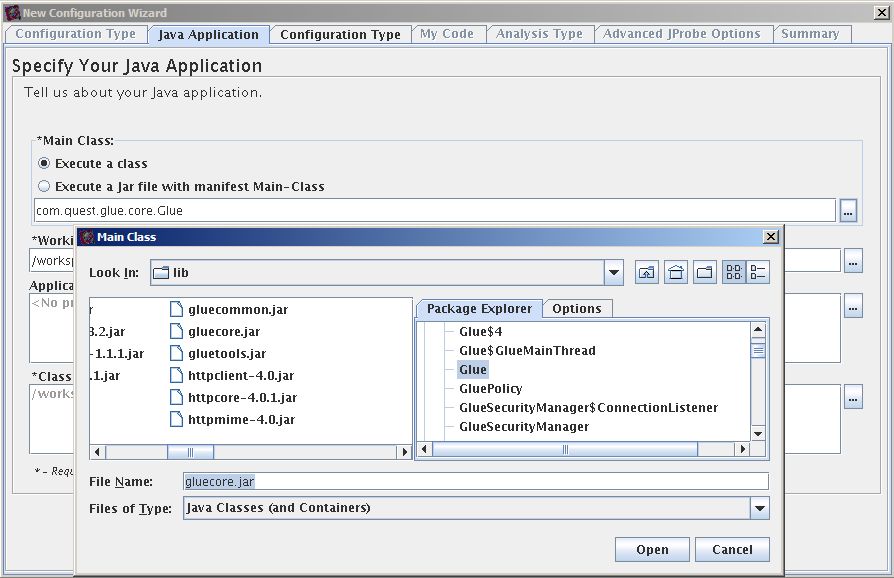 New Configuration Wizard
Configuration Type Java Application Configuration Type My Code Analysis Type Advanced JProbe Options Summary
Specify Your Java Application
Tell us about your Java application.
*Main Class:
Execute a class
Execute a Jar file with manifest Main-Class
com.quest.glue.core.Glue ...
*Worki
/worksp ...
Applica
<No pr ...
*Class
/works ...
* - Requ
Main Class
Look In: lib
r
3.2.jar
-1.1.1.jar
.1.jar
gluecommon.jar
gluecore.jar
gluetools.jar
httpclient-4.0.jar
httpcore-4.0.1.jar
httpmime-4.0.jar
Package Explorer Options
Glue$4
Glue$GlueMainThread
Glue
GluePolicy
GlueSecurityManager$ConnectionListener
GlueSecurityManager
File Name: gluecore.jar
Files of Type: Java Classes (and Containers)
Open Cancel